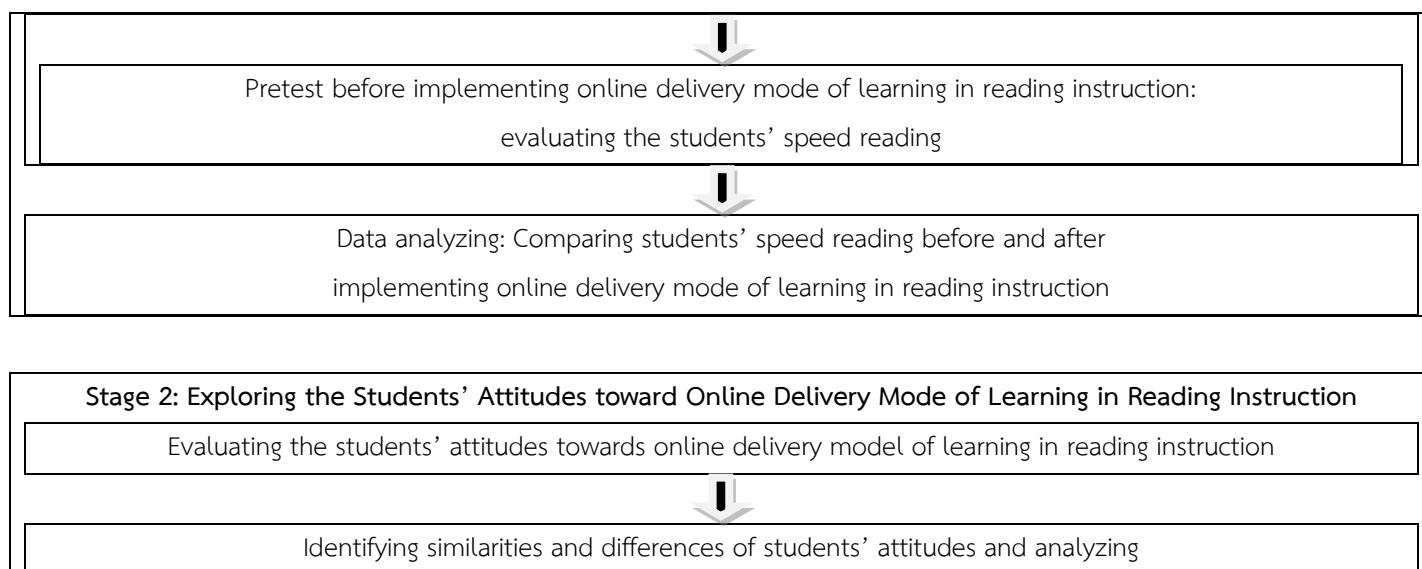 Pretest before implementing online delivery mode of learning in reading instruction:
evaluating the students’ speed reading
Data analyzing: Comparing students’ speed reading before and after
implementing online delivery mode of learning in reading instruction
Stage 2: Exploring the Students’ Attitudes toward Online Delivery Mode of Learning in Reading Instruction
Evaluating the students’ attitudes towards online delivery model of learning in reading instruction
Identifying similarities and differences of students’ attitudes and analyzing